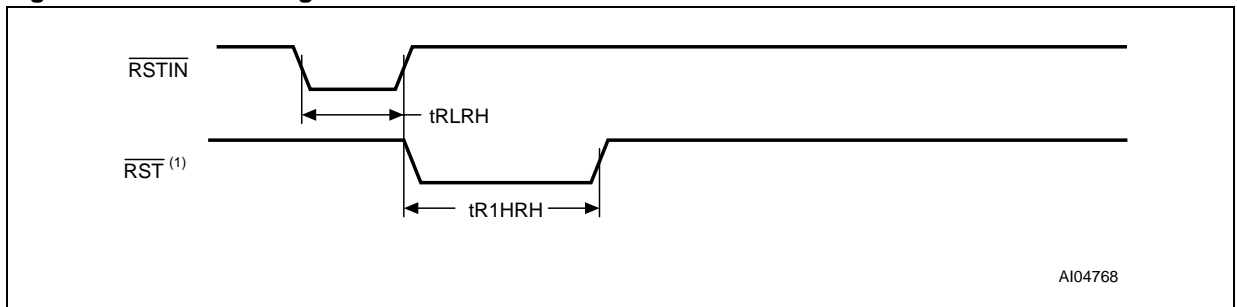 RSTIN
tRLRH
RST (1)
tR1HRH
AI04768